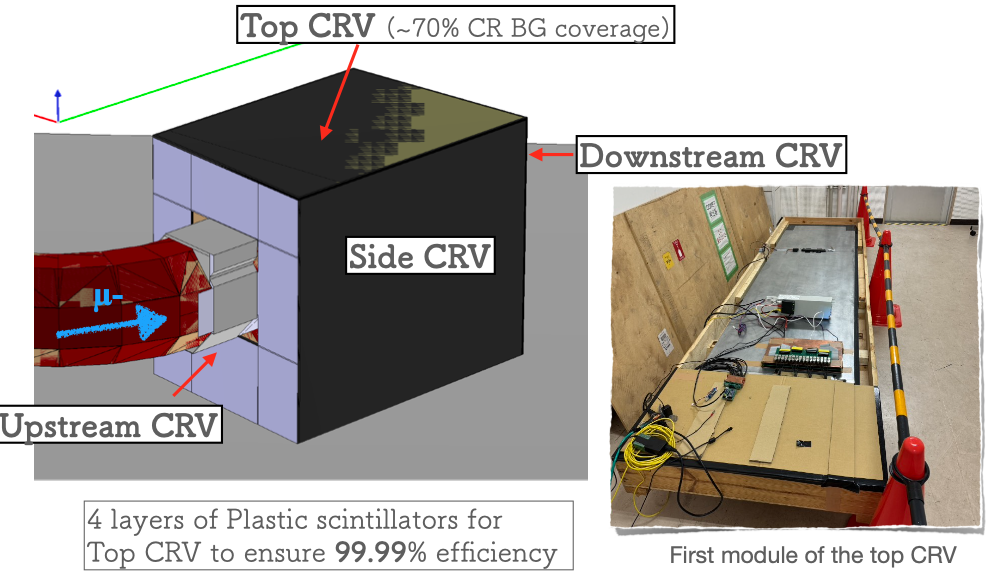 Top CRV (~70% CR BG coverage)
Downstream CRV
Side CRV
μ-
Upstream CRV
4 layers of Plastic scintillators for
Top CRV to ensure 99.99% efficiency
First module of the top CRV